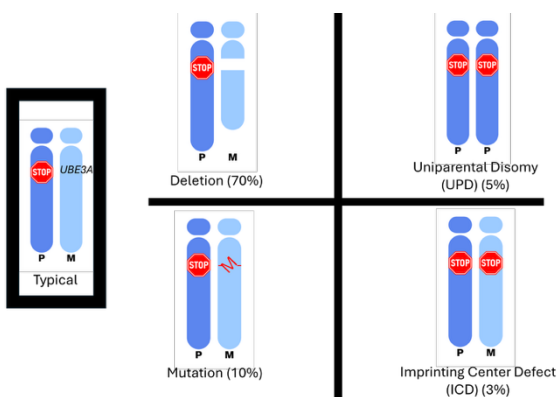 STOP
UBE3A
P M
Typical
STOP
P M
Deletion (70%)
STOP STOP
P P
Uniparental Disomy
(UPD) (5%)
STOP M
P M
Mutation (10%)
STOP STOP
P M
Imprinting Center Defect
(ICD) (3%)